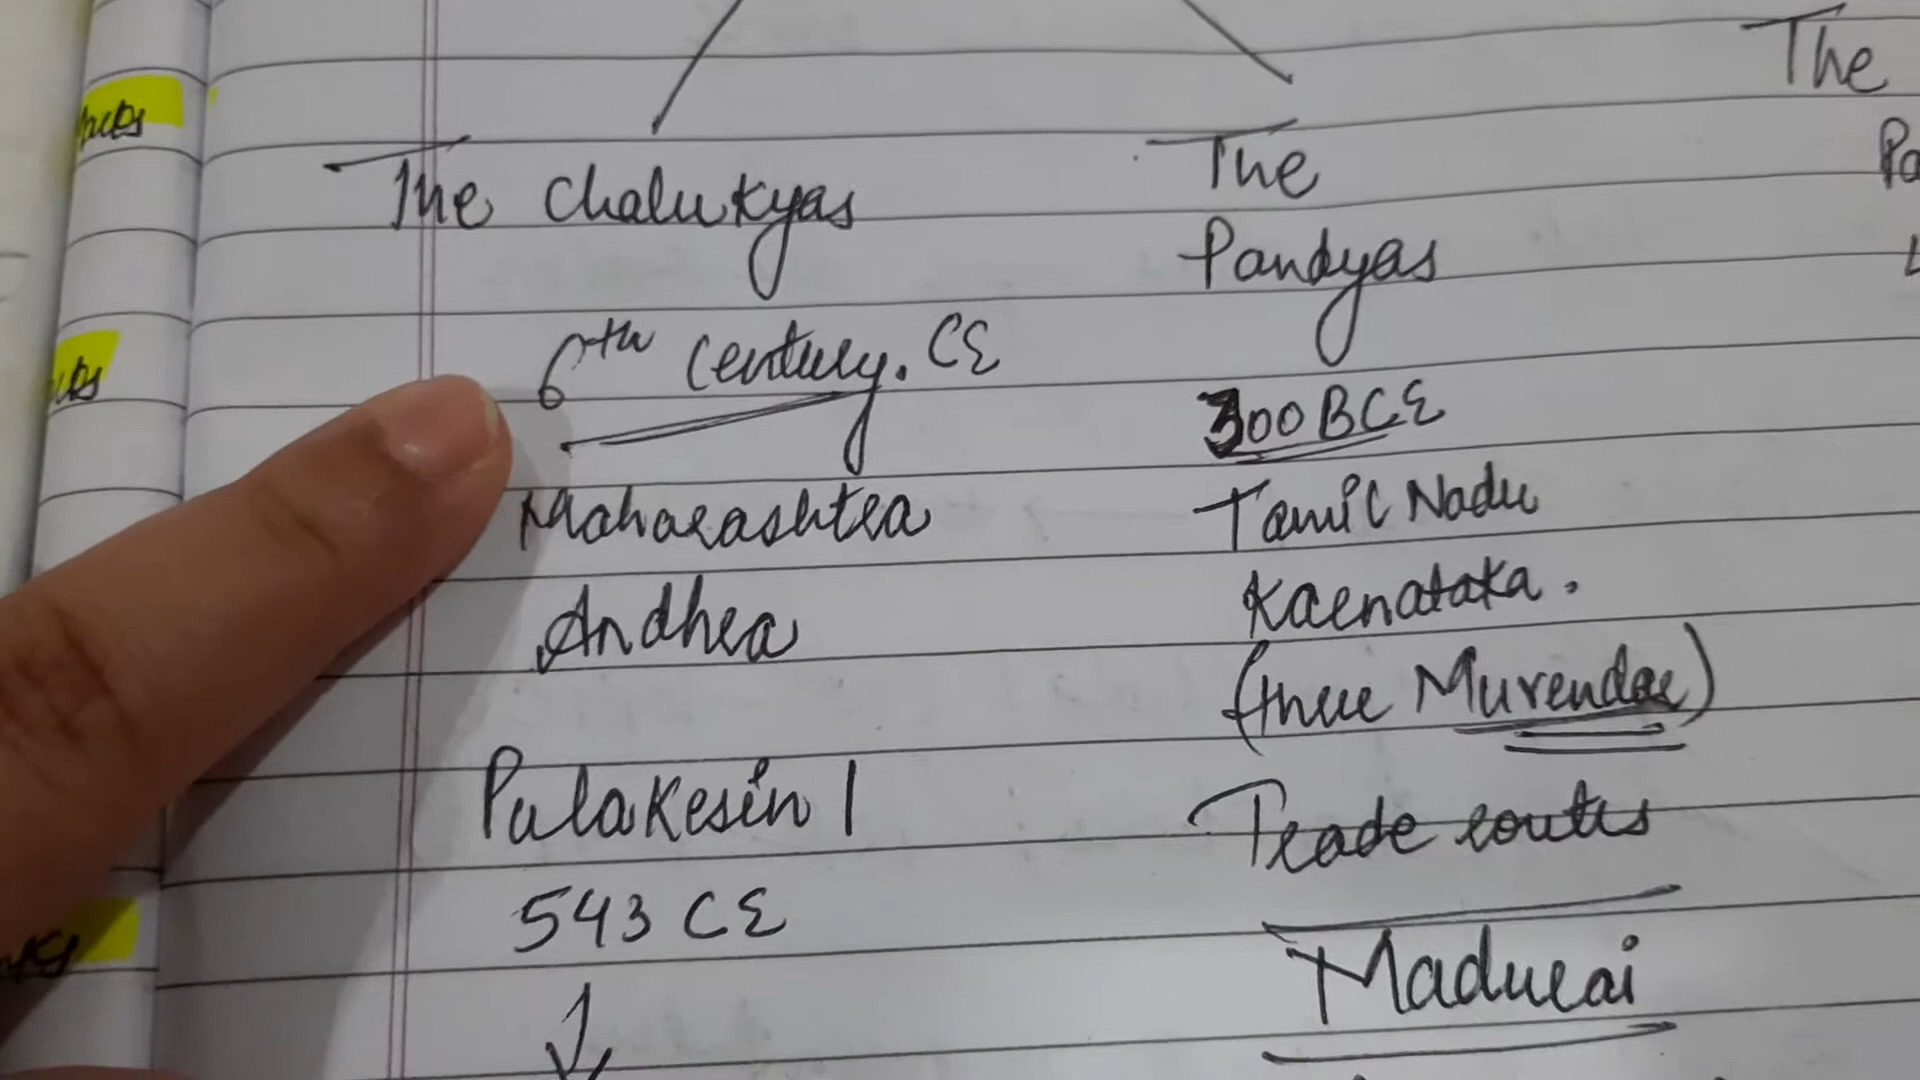 The Chalukyas
6th century. CE
Maharashtra
Andhra
Pulakesin I
543 CE
The
Pandyas
300 BCE
Tamil Nadu
Karnataka.
(three Murendar)
Trade routes
Madurai
The